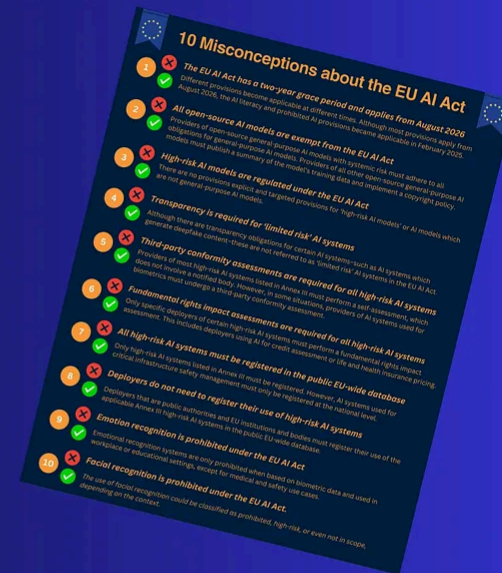 10 Misconceptions about the EU AI Act
1
The EU AI Act has a two-year grace period and applies from August 2026
Different provisions become applicable at different times. Although most provisions apply from
August 2026, the AI literacy and prohibited AI provisions became applicable in February 2025.
2
All open-source AI models are exempt from the EU AI Act
Providers of open-source general-purpose AI models with systemic risk must adhere to all
obligations for general-purpose AI models. Providers of all other open-source general-purpose AI
models must publish a summary of the model's training data and implement a copyright policy.
3
High-risk AI models are regulated under the EU AI Act
There are no provisions explicit and targeted provisions for 'high-risk AI models' or AI models which
are not general-purpose AI models.
4
Transparency is required for 'limited risk' AI systems
Although there are transparency obligations for certain AI systems–such as AI systems which
generate deepfake content–these are not referred to as 'limited risk' AI systems in the EU AI Act.
5
Third-party conformity assessments are required for all high-risk AI systems
Providers of most high-risk AI systems listed in Annex III must perform a self-assessment, which
does not involve a notified body. However, in some situations, providers of AI systems used for
biometrics must undergo a third-party conformity assessment.
6
Fundamental rights impact assessments are required for all high-risk AI systems
Only specific deployers of certain high-risk AI systems must perform a fundamental rights impact
assessment. This includes deployers using AI for credit assessment or life and health insurance pricing.
7
All high-risk AI systems must be registered in the public EU-wide database
Only high-risk AI systems listed in Annex III must be registered. However, AI systems used for
critical infrastructure safety management must only be registered at the national level.
8
Deployers do not need to register their use of high-risk AI systems
Deployers that are public authorities and EU institutions and bodies must register their use of the
applicable Annex III high-risk AI systems in the public EU-wide database.
9
Emotion recognition is prohibited under the EU AI Act
Emotional recognition systems are only prohibited when based on biometric data and used in
workplace or educational settings, except for medical and safety use cases.
10
Facial recognition is prohibited under the EU AI Act.
The use of facial recognition could be classified as prohibited, high-risk, or even not in scope,
depending on the context.